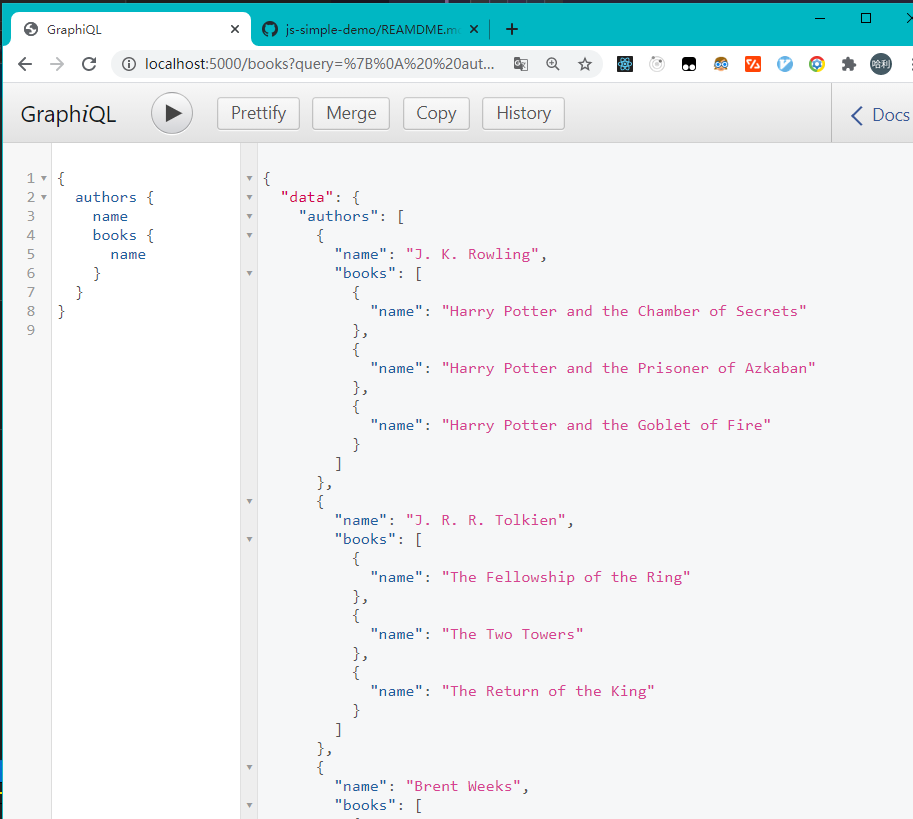 GraphiQL
js-simple-demo/REAMDME.m
localhost:5000/books?query=%7B%0A%20%20aut...
哈利
GraphiQL
Prettify
Merge
Copy
History
Docs
1 {
2 authors {
3 name
4 books {
5 name
6 }
7 }
8 }
9
{
"data": {
"authors": [
{
"name": "J. K. Rowling",
"books": [
{
"name": "Harry Potter and the Chamber of Secrets"
},
{
"name": "Harry Potter and the Prisoner of Azkaban"
},
{
"name": "Harry Potter and the Goblet of Fire"
}
]
},
{
"name": "J. R. R. Tolkien",
"books": [
{
"name": "The Fellowship of the Ring"
},
{
"name": "The Two Towers"
},
{
"name": "The Return of the King"
}
]
},
{
"name": "Brent Weeks",
"books": [